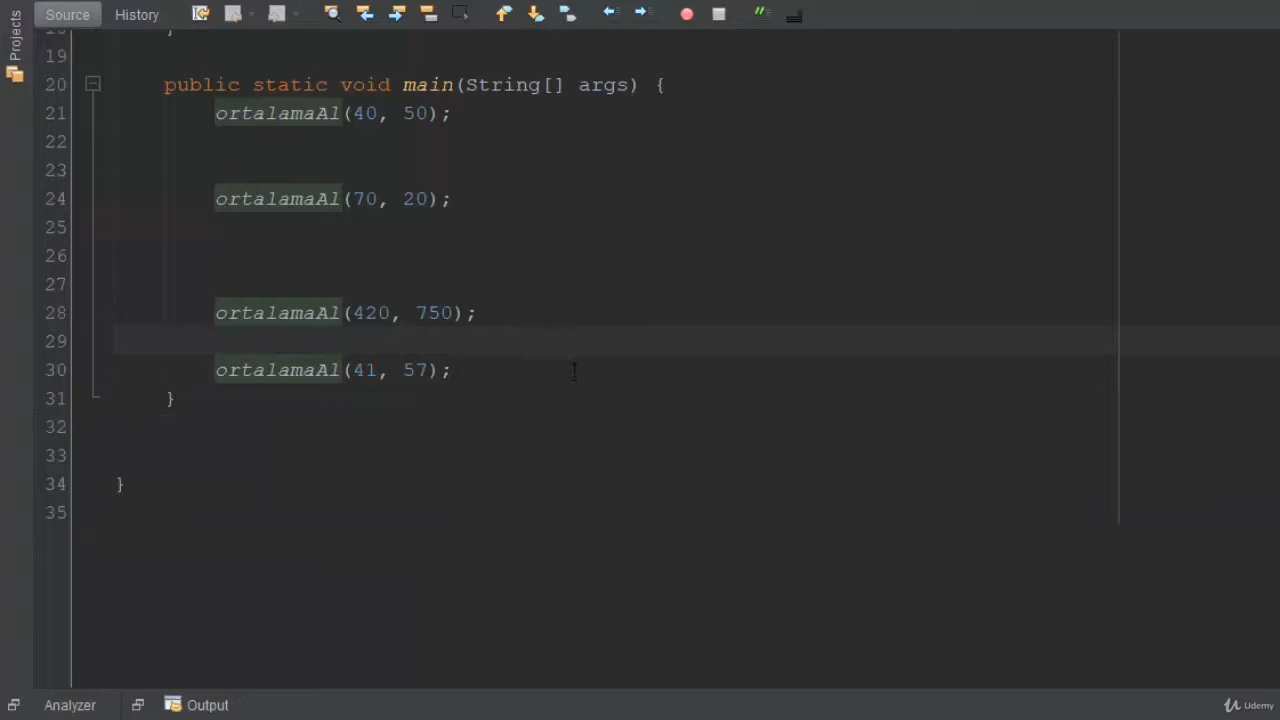 Projects
Source History
18 }
19
20 public static void main(String[] args) {
21 ortalamaAl(40, 50);
22
23
24 ortalamaAl(70, 20);
25
26
27
28 ortalamaAl(420, 750);
29
30 ortalamaAl(41, 57);
31 }
32
33
34 }
35
Analyzer Output
Udemy